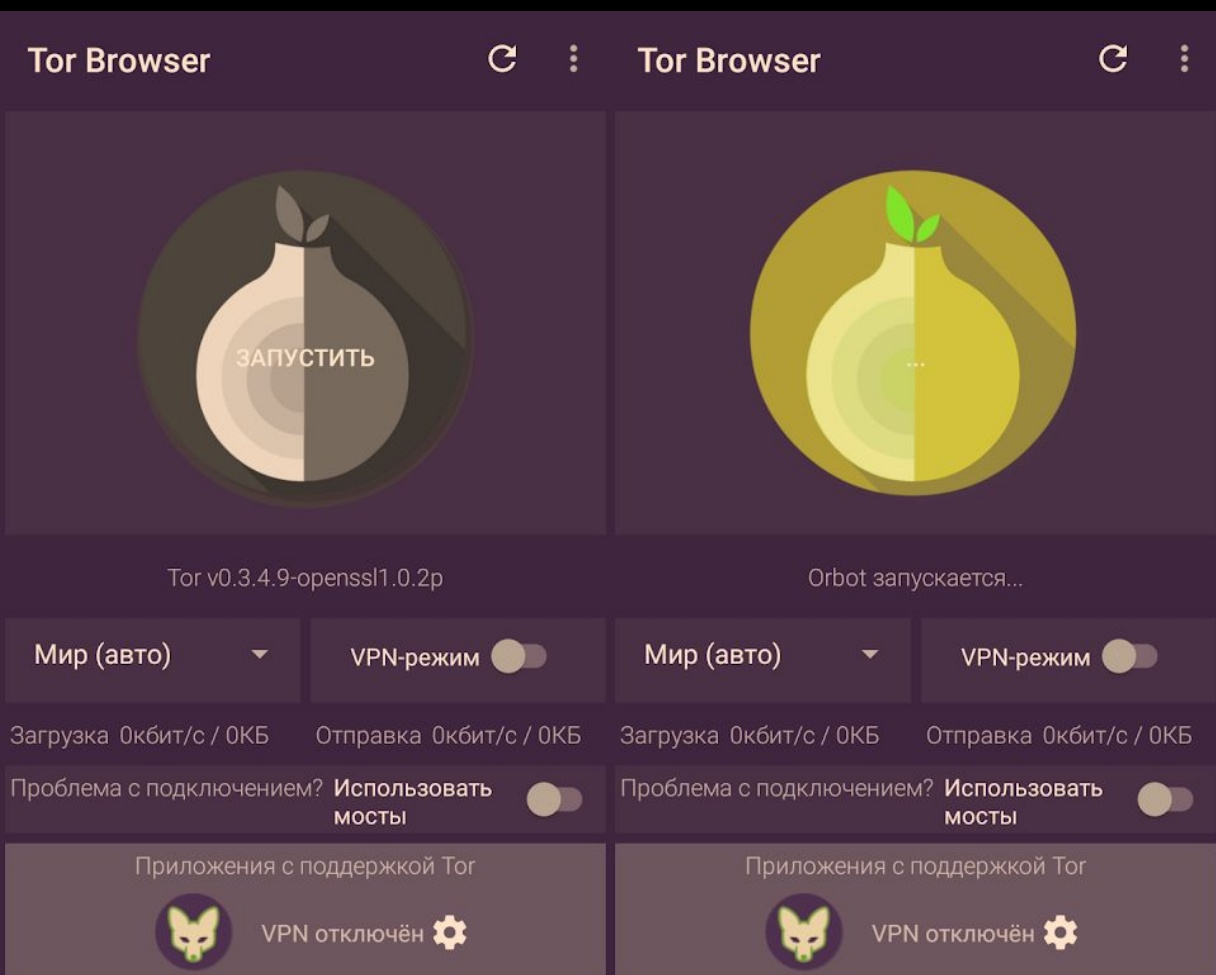 Tor Browser
ЗАПУСТИТЬ
Tor v0.3.4.9-openssl1.0.2p
Мир (авто)
VPN-режим
Загрузка 0кбит/с / 0КБ
Отправка 0кбит/с / 0КБ
Проблема с подключением? Использовать
мосты
Приложения с поддержкой Tor
VPN отключён
Tor Browser
...
Orbot запускается...
Мир (авто)
VPN-режим
Загрузка 0кбит/с / 0КБ
Отправка 0кбит/с / 0КБ
Проблема с подключением? Использовать
мосты
Приложения с поддержкой Tor
VPN отключён